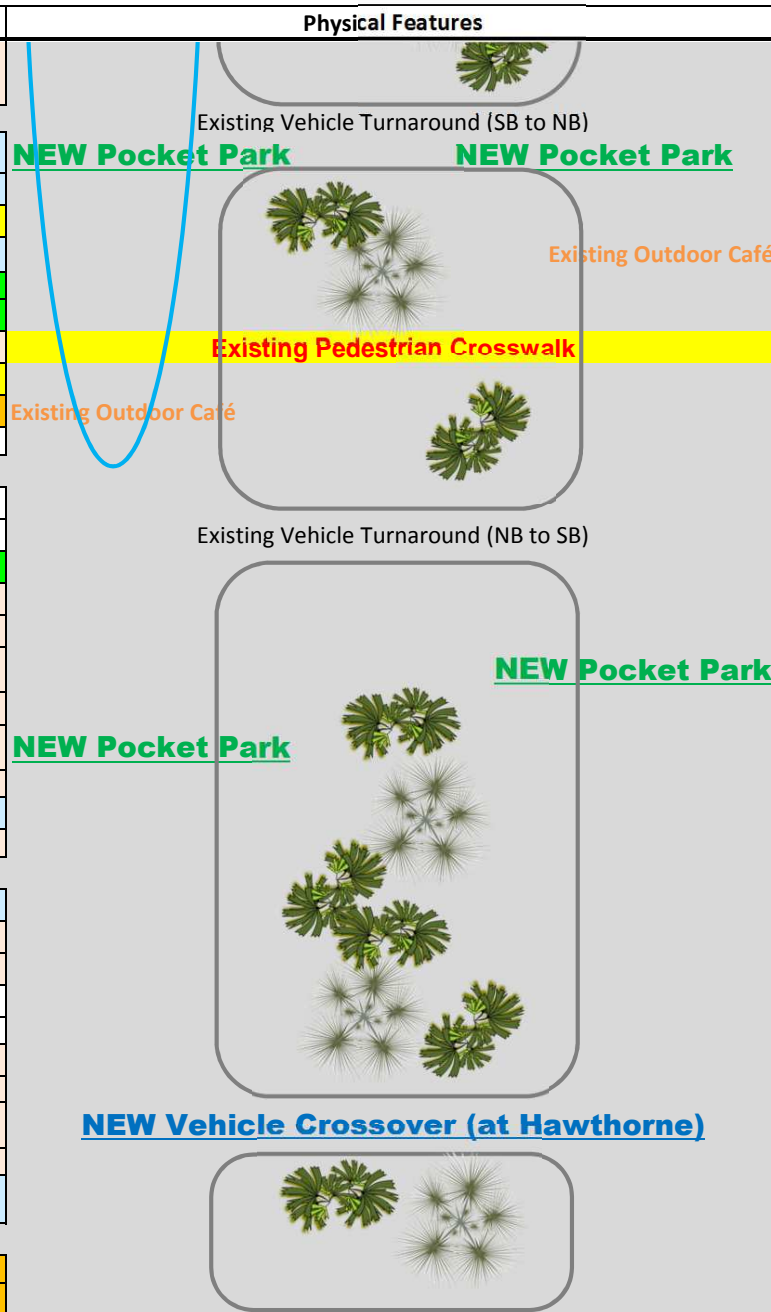 Physical Features
Existing Vehicle Turnaround (SB to NB)
NEW Pocket Park NEW Pocket Park
Existing Outdoor Café
Existing Pedestrian Crosswalk
Existing Outdoor Café
Existing Vehicle Turnaround (NB to SB)
NEW Pocket Park
NEW Pocket Park
NEW Vehicle Crossover (at Hawthorne)